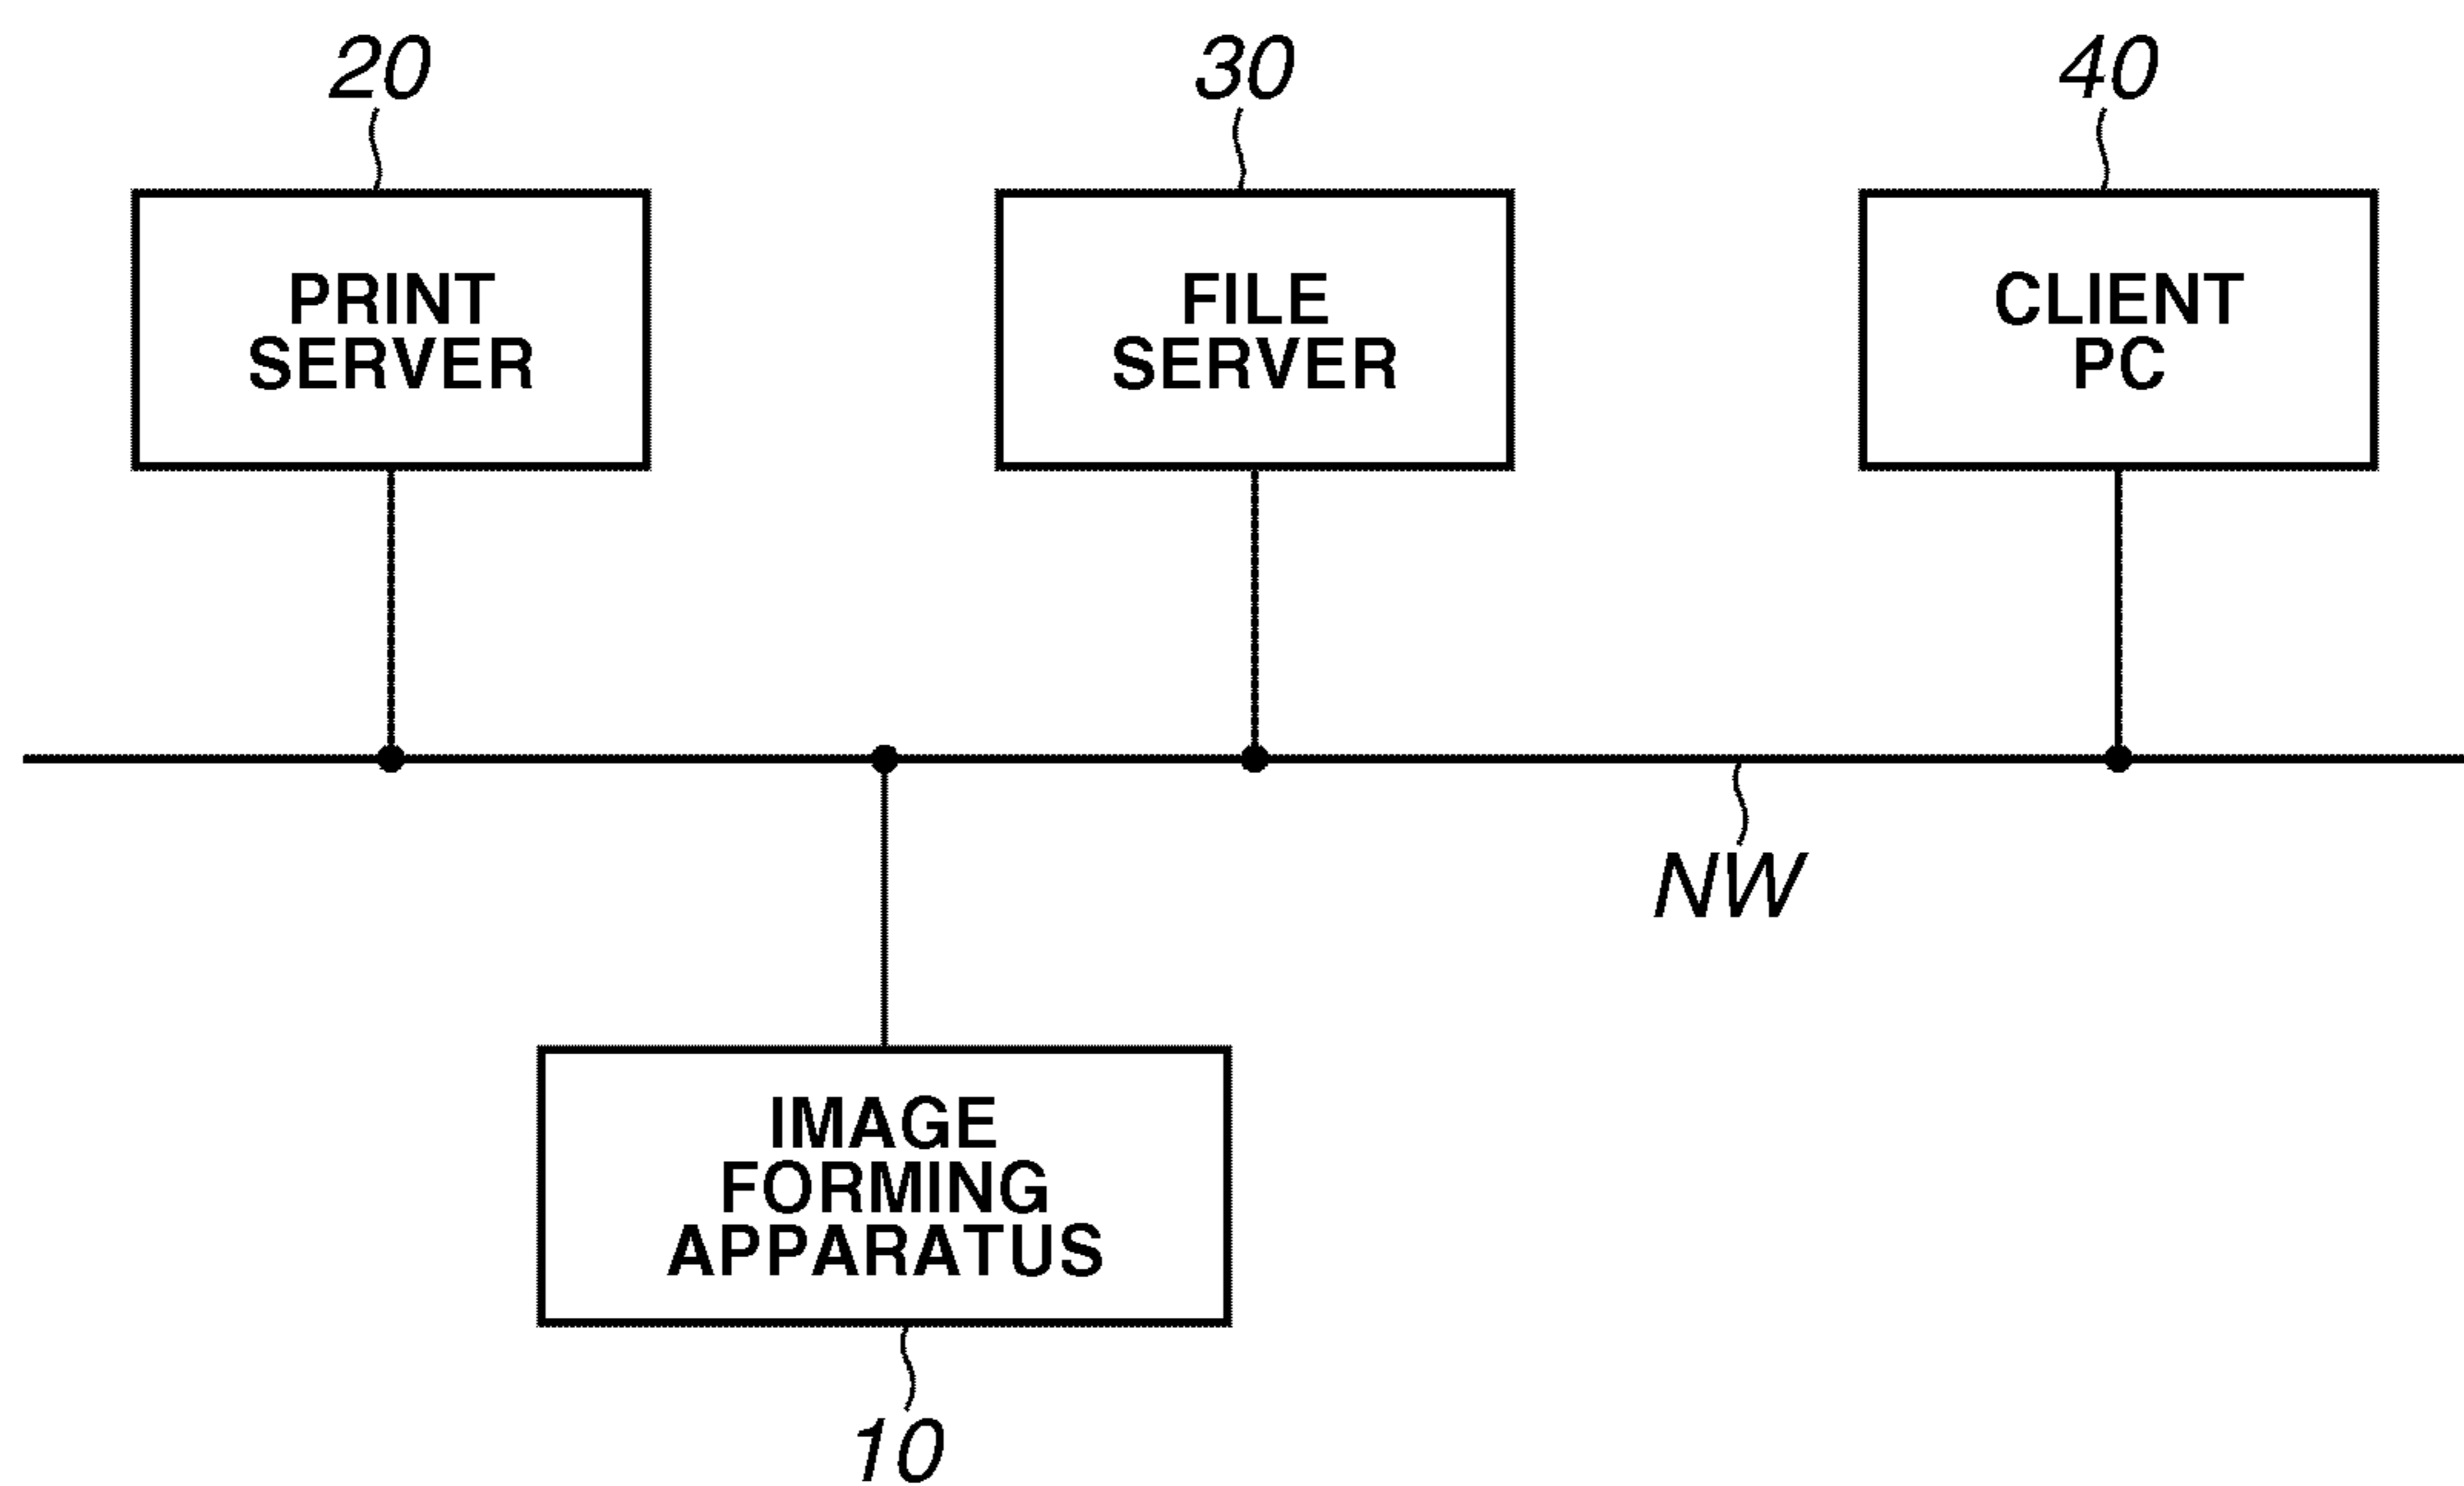 20
30
40
PRINT
SERVER
FILE
SERVER
CLIENT
PC
NW
IMAGE
FORMING
APPARATUS
10